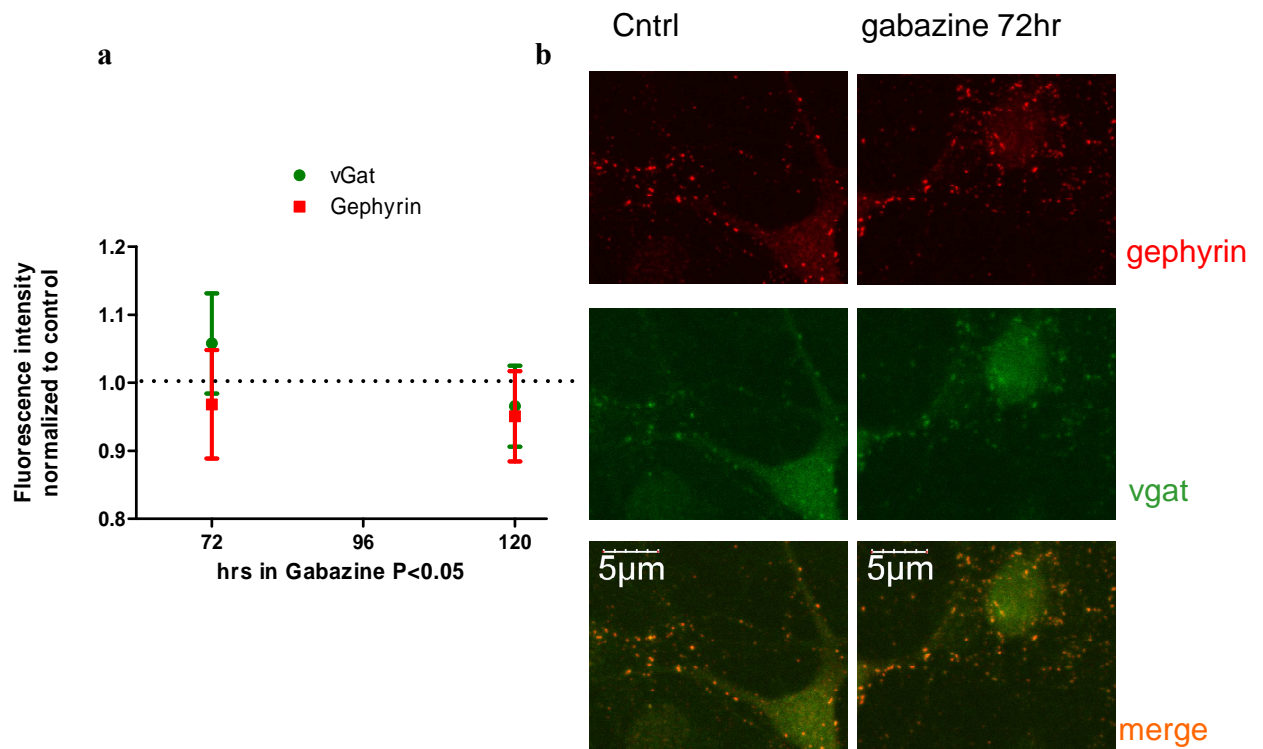 a
vGat
Gephyrin
Fluorescence intensity
normalized to control
1.2
1.1
1.0
0.9
0.8
72
96
120
hrs in Gabazine P<0.05
b
Cntrl
gabazine 72hr
gephyrin
vgat
5µm
5µm
merge